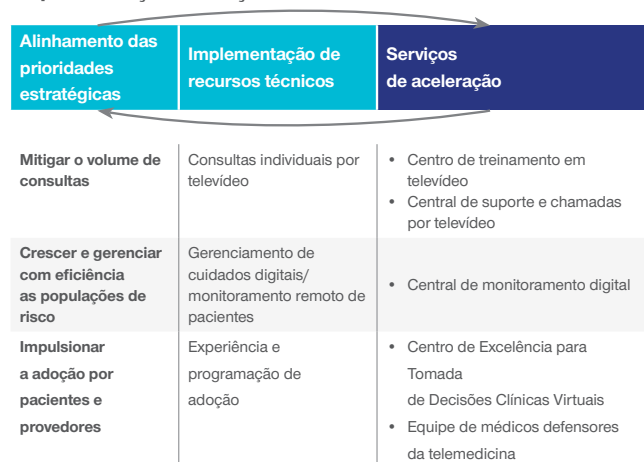 Alinhamento das
prioridades
estratégicas
Implementação de
recursos técnicos
Serviços
de aceleração
Mitigar o volume de
consultas
Consultas individuais por
televídeo
• Centro de treinamento em
televídeo
• Central de suporte e chamadas
por televídeo
Crescer e gerenciar
com eficiência
as populações de
risco
Gerenciamento de
cuidados digitais/
monitoramento remoto de
pacientes
• Central de monitoramento digital
Impulsionar
a adoção por
pacientes e
provedores
Experiência e
programação de
adoção
• Centro de Excelência para
Tomada
de Decisões Clínicas Virtuais
• Equipe de médicos defensores
da telemedicina